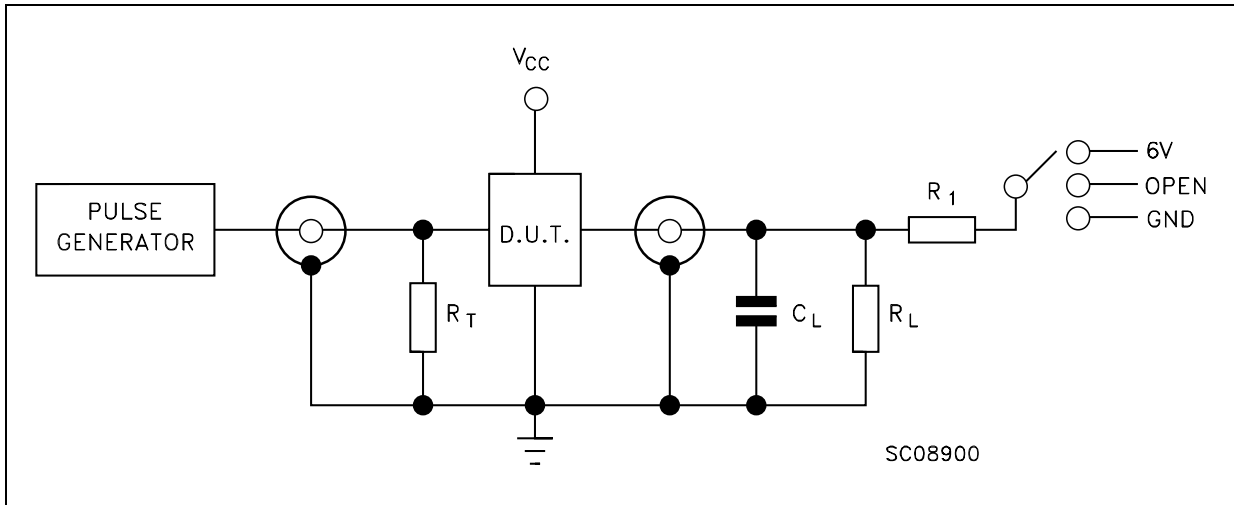 VCC
PULSE
GENERATOR
D.U.T.
RT
CL
RL
R1
6V
OPEN
GND
SC08900